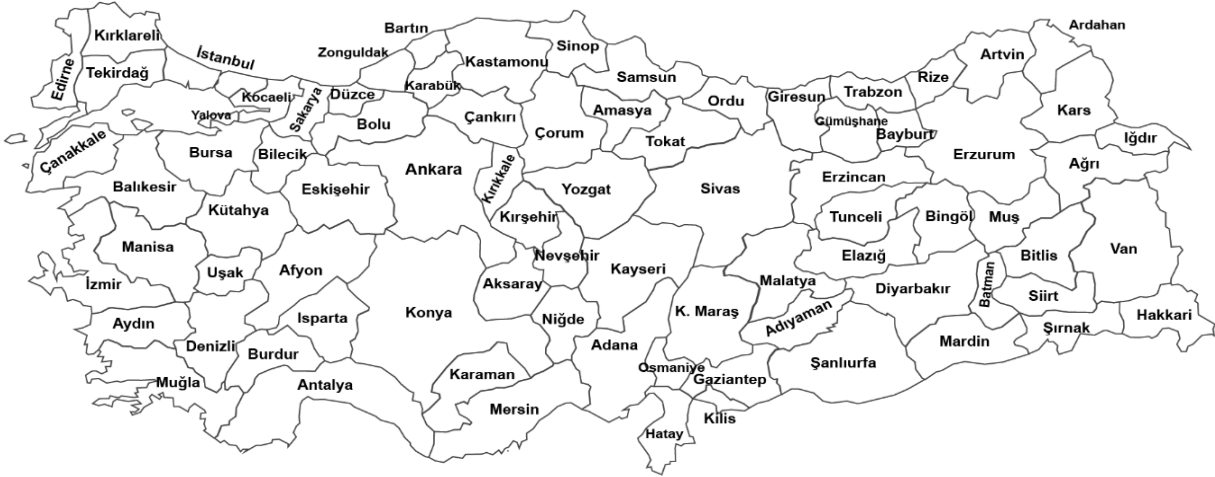 Ardahan
Bartın
Kırklareli
Sinop
Zonguldak
İstanbul
Artvin
Kastamonu
Tekirdağ
Edirne
Samsun
Rize
Karabük
Trabzon
Düzce
Kocaeli
Giresun
Ordu
Sakarya
Amasya
Kars
Yalova
Çankırı
Gümüşhane
Bolu
Çorum
Bayburt
Iğdır
Tokat
Çanakkale
Bursa
Bilecik
Erzurum
Ağrı
Ankara
Kırıkkale
Erzincan
Balıkesir
Eskişehir
Yozgat
Sivas
Kütahya
Kırşehir
Tunceli
Bingöl
Muş
Manisa
Van
Nevşehir
Elazığ
Bitlis
Uşak
Afyon
Kayseri
İzmir
Aksaray
Malatya
Batman
Diyarbakır
Siirt
Konya
K. Maraş
Isparta
Niğde
Adıyaman
Hakkari
Aydın
Şırnak
Denizli
Adana
Mardin
Burdur
Şanlıurfa
Osmaniye
Karaman
Gaziantep
Muğla
Antalya
Mersin
Kilis
Hatay